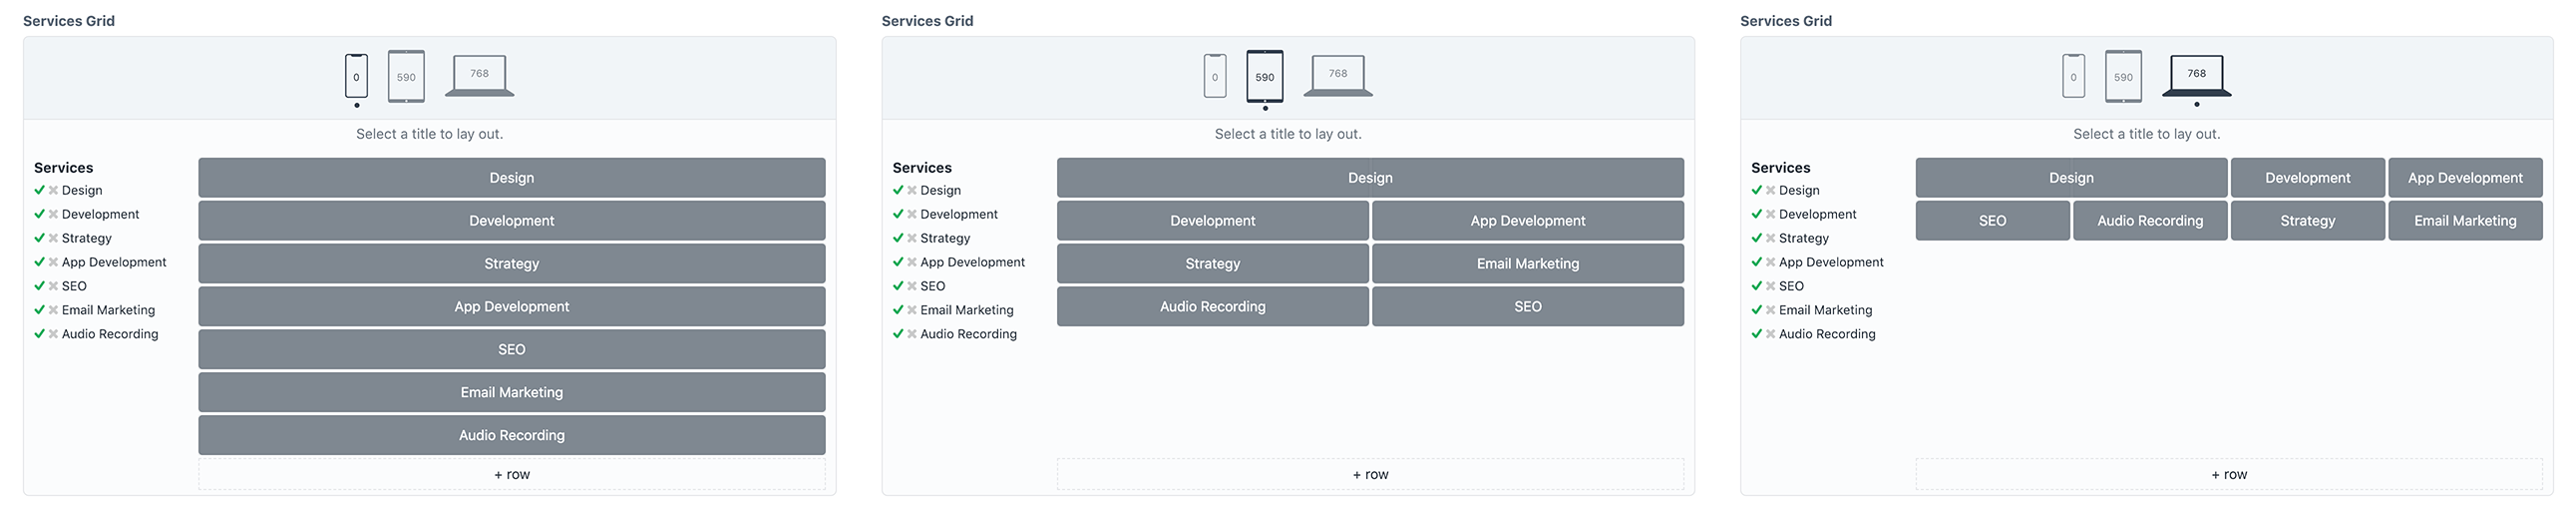 Services Grid
0 590 768
Select a title to lay out.
Services
Design
Development
Strategy
App Development
SEO
Email Marketing
Audio Recording
Design
Development
Strategy
App Development
SEO
Email Marketing
Audio Recording
+ row
Services Grid
0 590 768
Select a title to lay out.
Services
Design
Development
Strategy
App Development
SEO
Email Marketing
Audio Recording
Design
Development App Development
Strategy Email Marketing
Audio Recording SEO
+ row
Services Grid
0 590 768
Select a title to lay out.
Services
Design
Development
Strategy
App Development
SEO
Email Marketing
Audio Recording
Design Development App Development
SEO Audio Recording Strategy Email Marketing
+ row